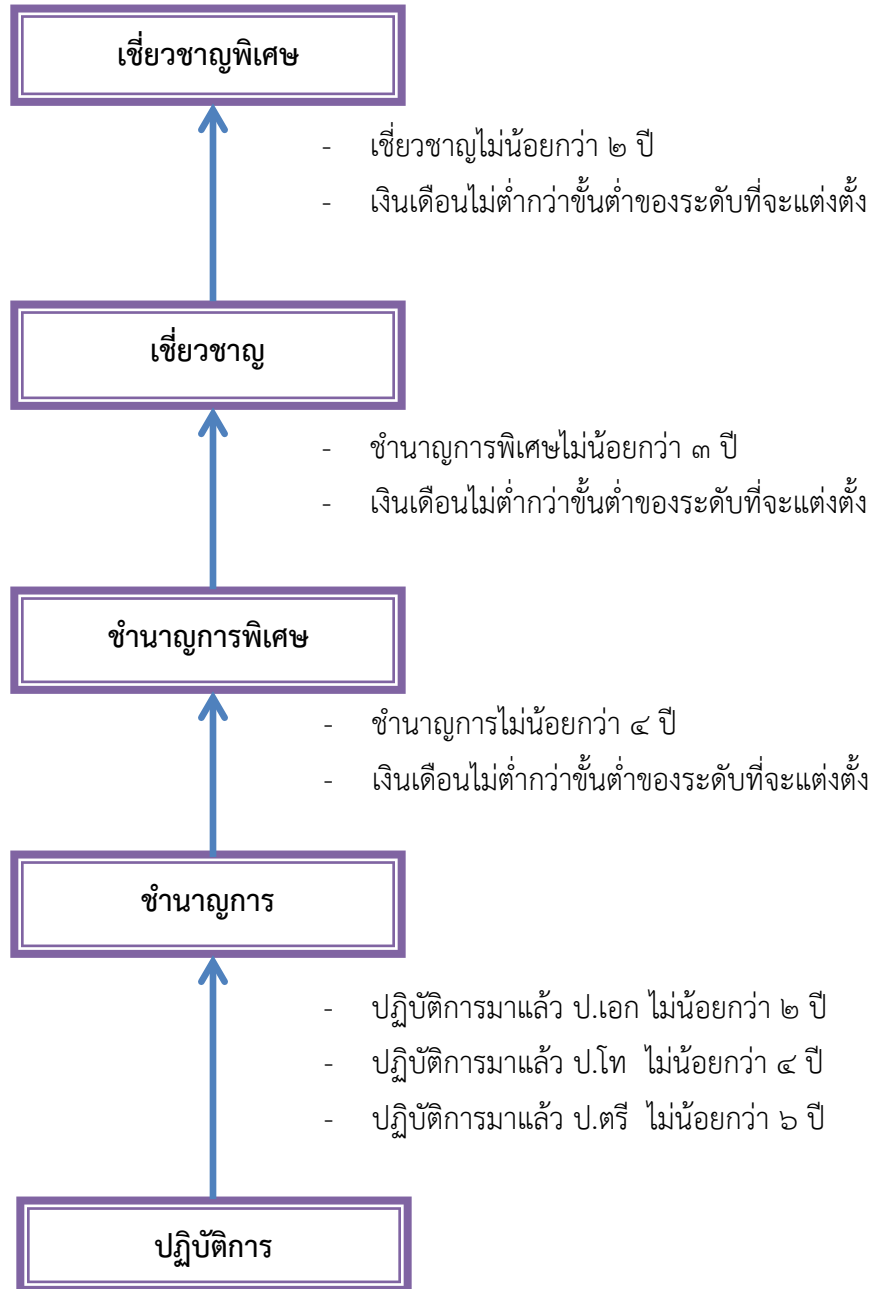 เชี่ยวชาญพิเศษ
- เชี่ยวชาญไม่น้อยกว่า ๒ ปี
- เงินเดือนไม่ต่ำกว่าขั้นต่ำของระดับที่จะแต่งตั้ง
เชี่ยวชาญ
- ชำนาญการพิเศษไม่น้อยกว่า ๓ ปี
- เงินเดือนไม่ต่ำกว่าขั้นต่ำของระดับที่จะแต่งตั้ง
ชำนาญการพิเศษ
- ชำนาญการไม่น้อยกว่า ๔ ปี
- เงินเดือนไม่ต่ำกว่าขั้นต่ำของระดับที่จะแต่งตั้ง
ชำนาญการ
- ปฏิบัติการมาแล้ว ป.เอก ไม่น้อยกว่า ๒ ปี
- ปฏิบัติการมาแล้ว ป.โท ไม่น้อยกว่า ๔ ปี
- ปฏิบัติการมาแล้ว ป.ตรี ไม่น้อยกว่า ๖ ปี
ปฏิบัติการ